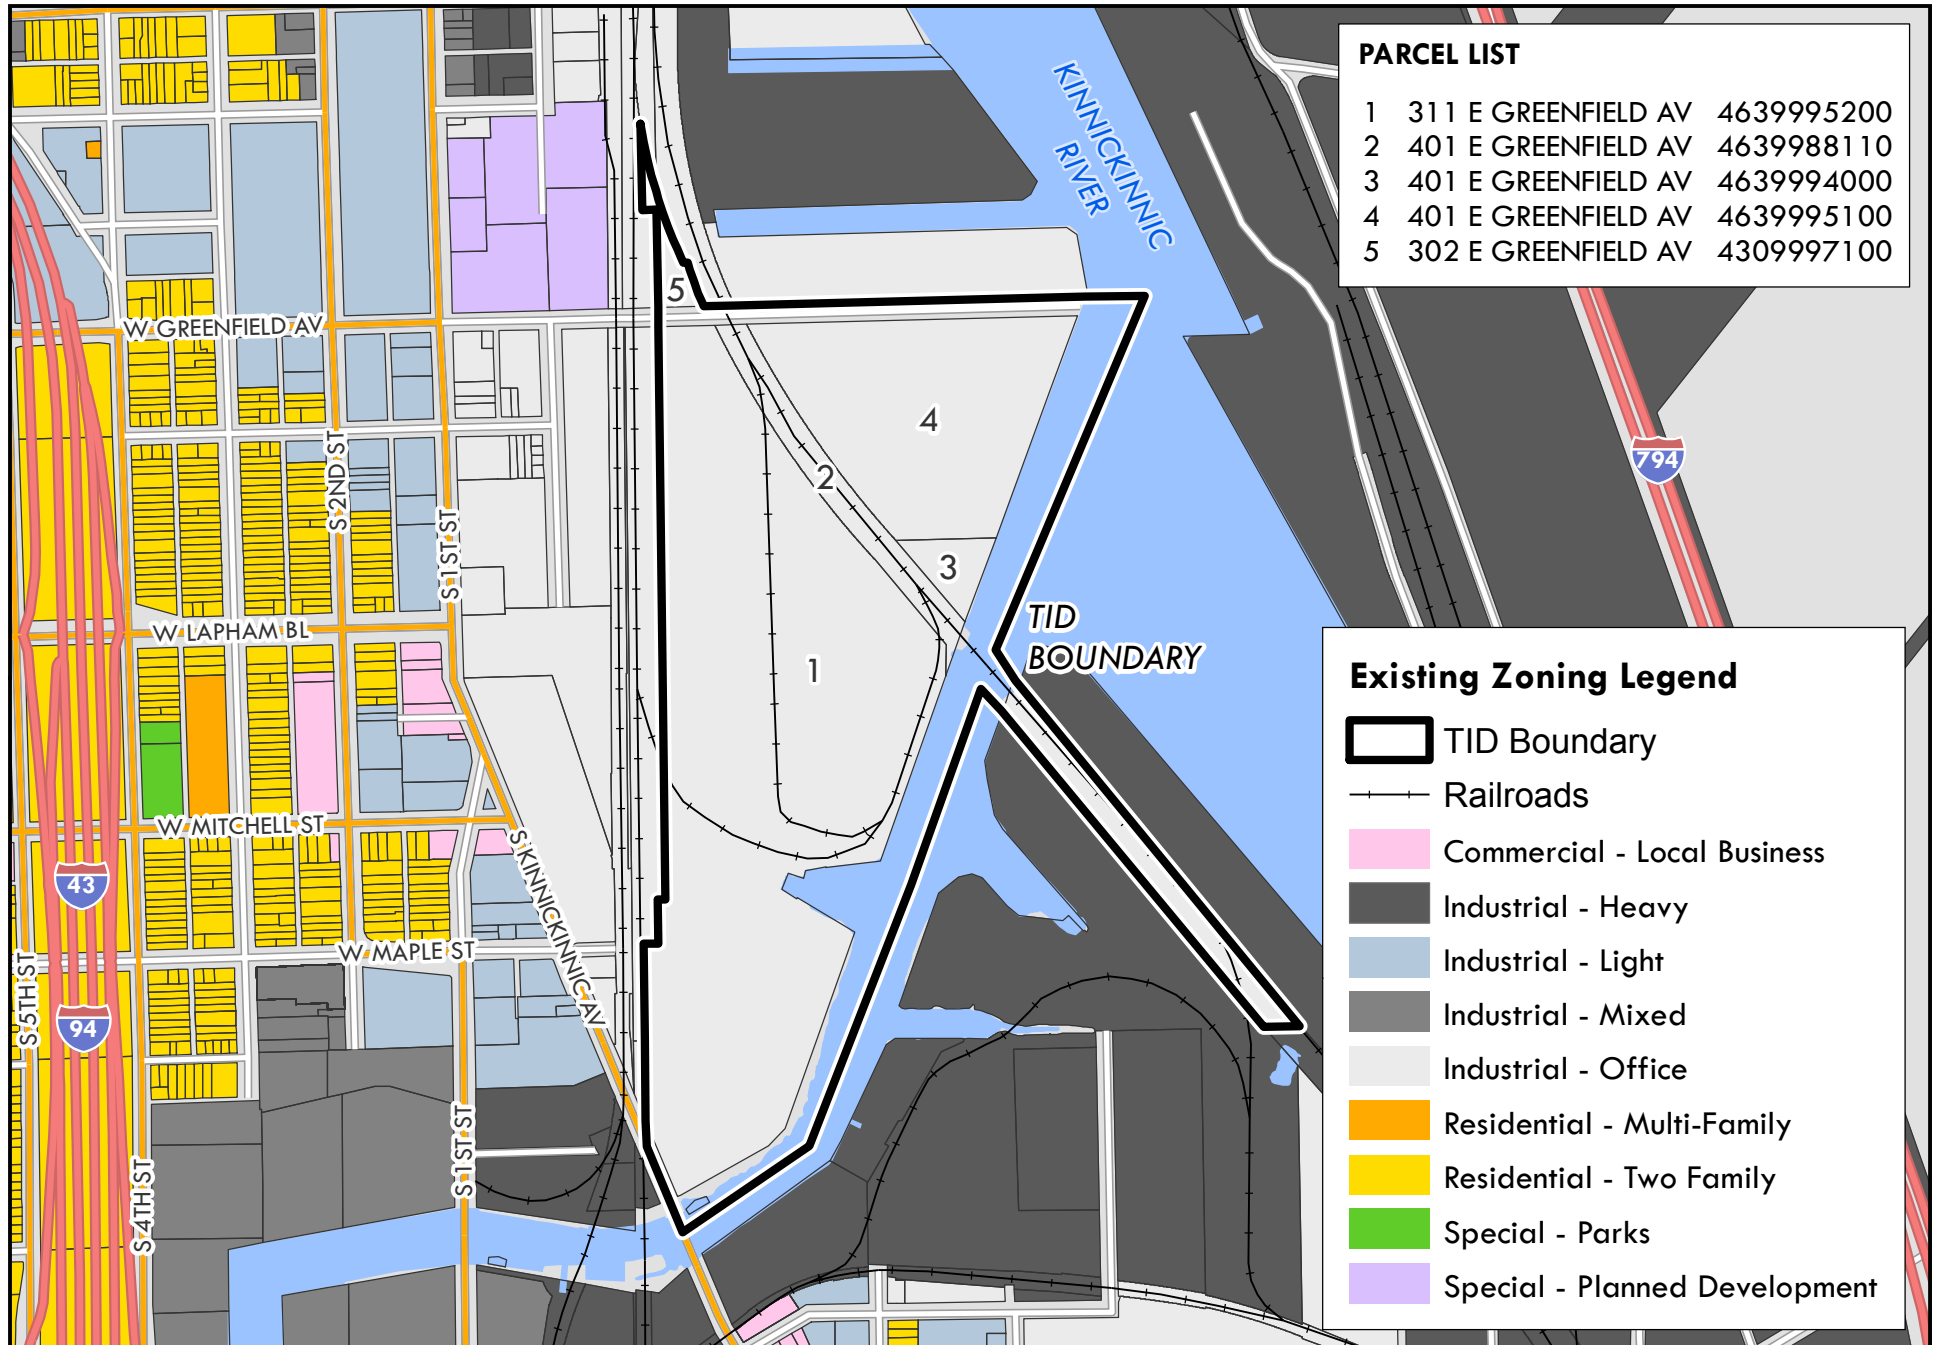 PARCEL LIST
1 311 E GREENFIELD AV 4639995200
2 401 E GREENFIELD AV 4639988110
3 401 E GREENFIELD AV 4639994000
4 401 E GREENFIELD AV 4639995100
5 302 E GREENFIELD AV 4309997100
KINNICKINNIC
RIVER
5
W GREENFIELD AV
4
2
794
S 2ND ST
S 1ST ST
3
TID
BOUNDARY
W LAPHAM BL
1
W MITCHELL ST
S KINNICKINNIC AV
43
W MAPLE ST
S 5TH ST
94
S 4TH ST
S 1ST ST
Existing Zoning Legend
TID Boundary
Railroads
Commercial - Local Business
Industrial - Heavy
Industrial - Light
Industrial - Mixed
Industrial - Office
Residential - Multi-Family
Residential - Two Family
Special - Parks
Special - Planned Development